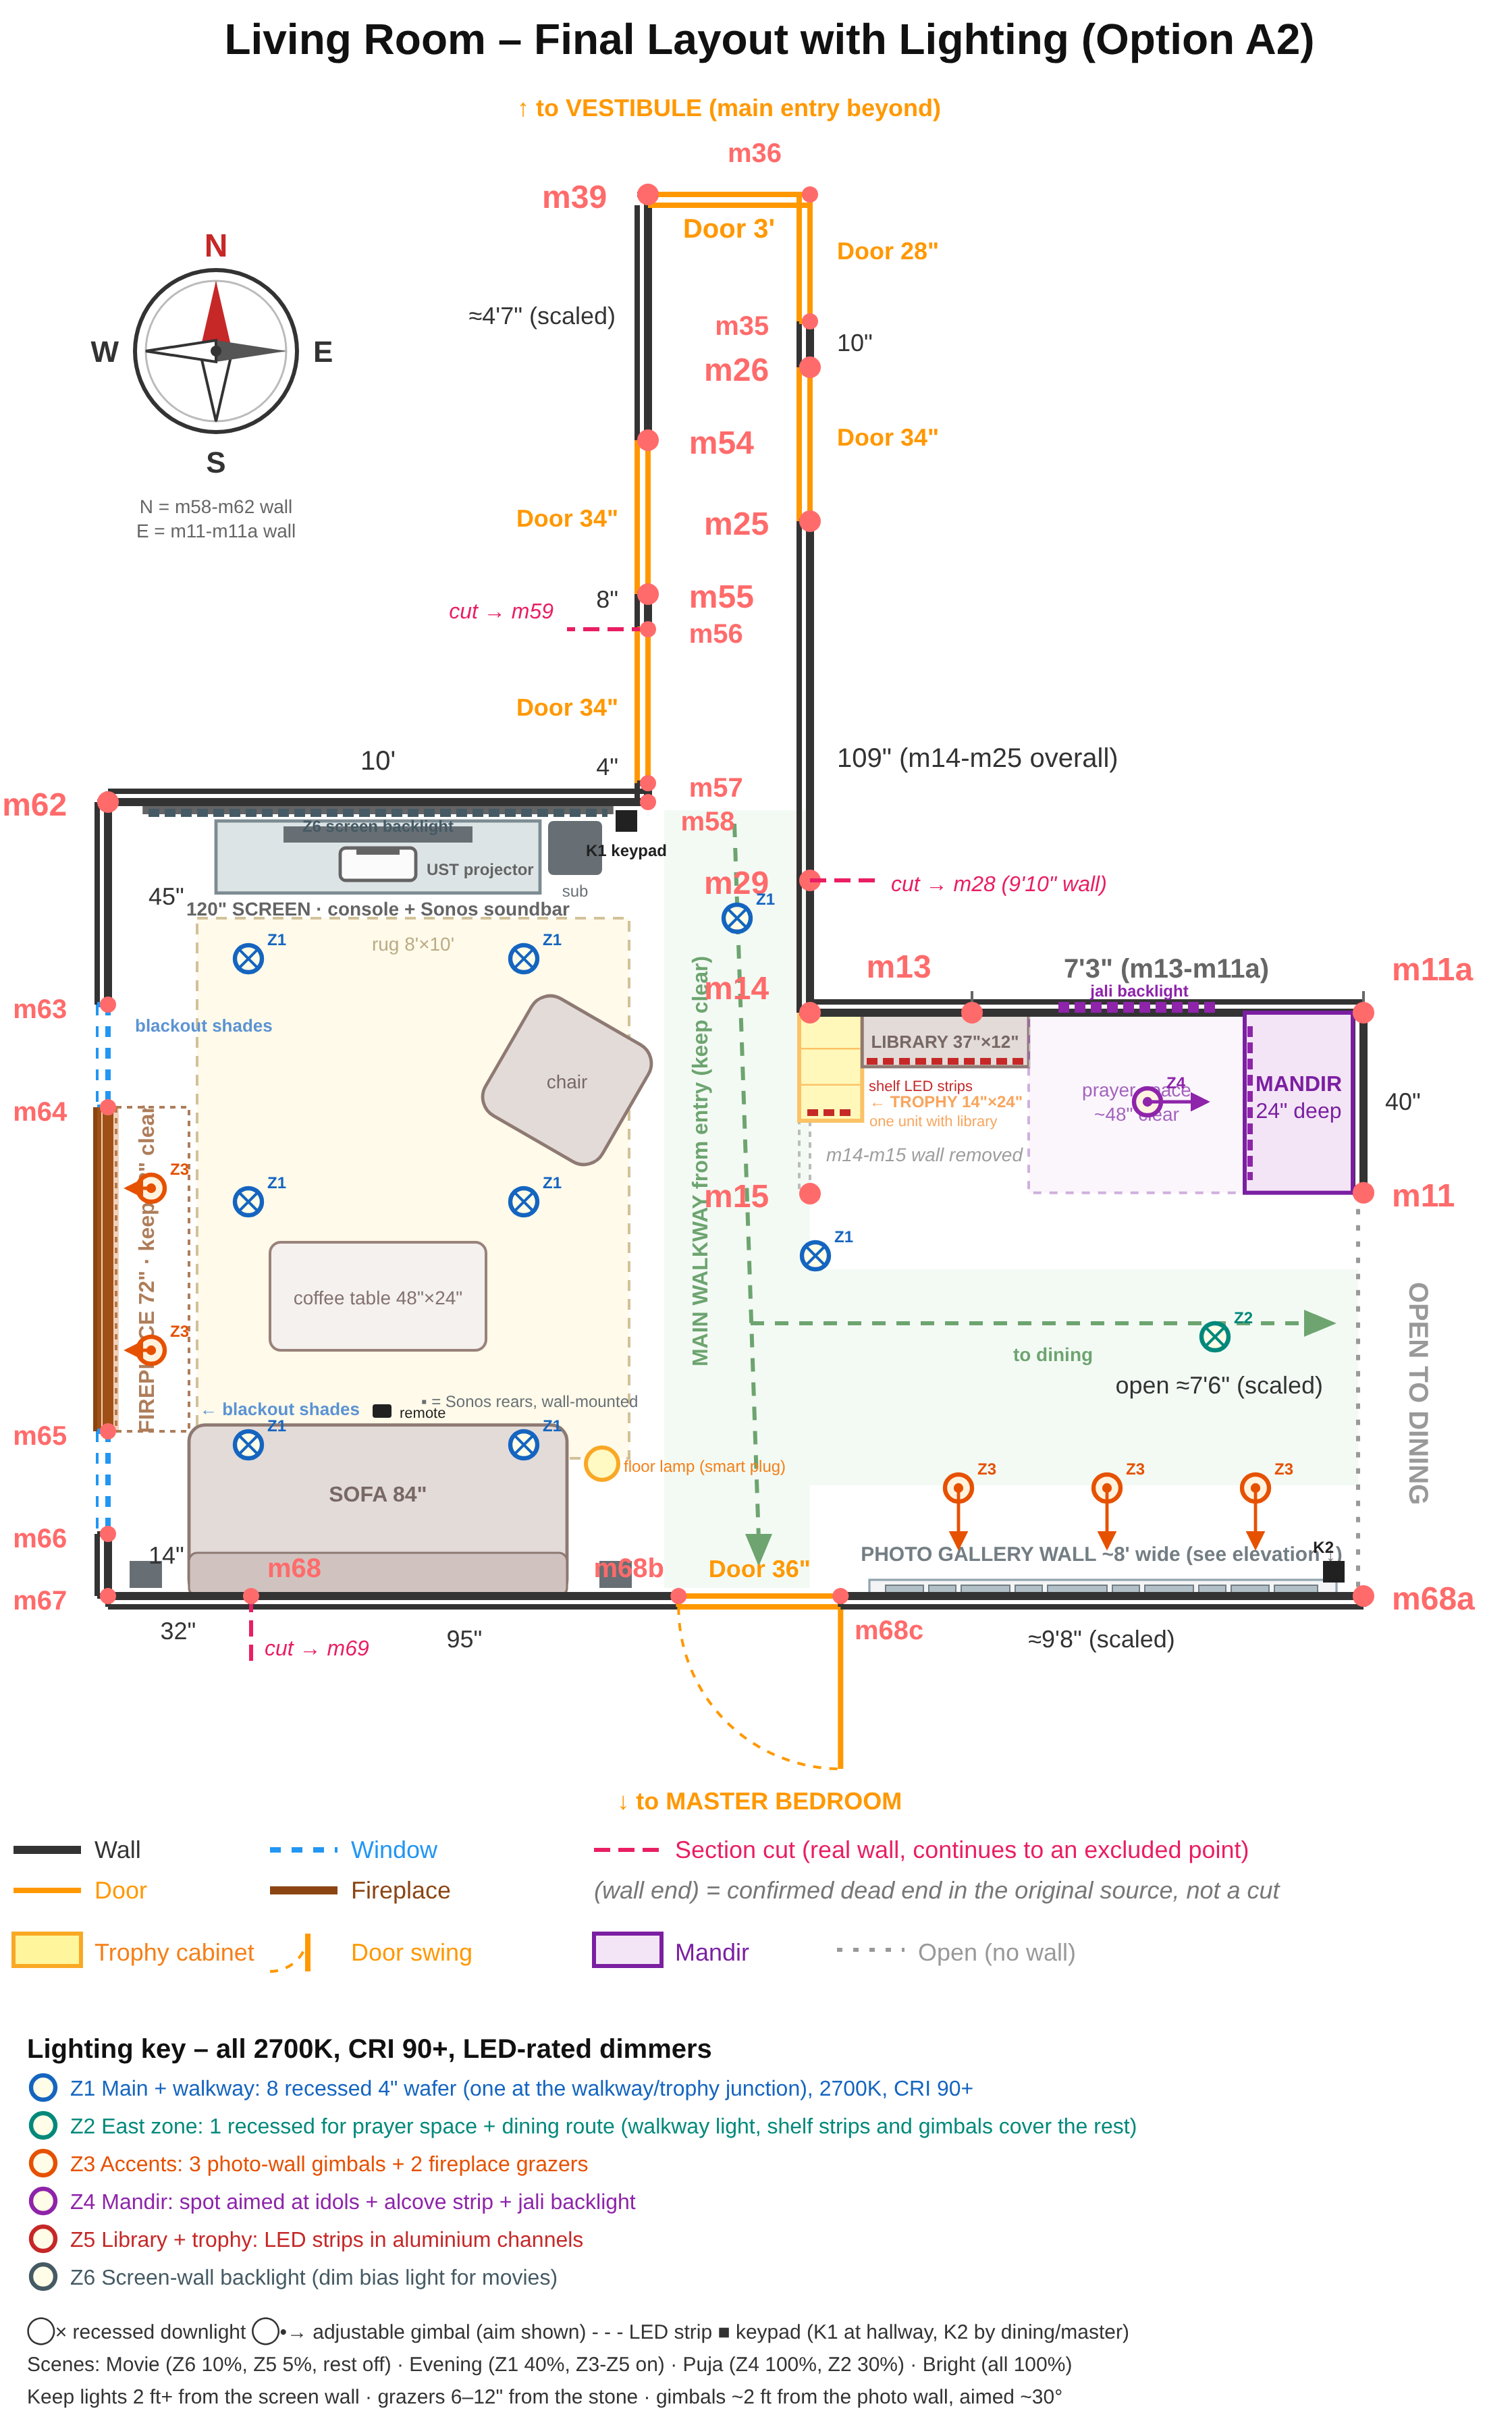 Living Room – Final Layout with Lighting (Option A2)
↑ to VESTIBULE (main entry beyond)
m36
m39
Door 3'
N
Door 28"
W
E
≈4'7" (scaled)
m35
10"
m26
S
m54
Door 34"
N = m58-m62 wall
E = m11-m11a wall
Door 34"
m25
8"
m55
cut → m59
m56
Door 34"
10'
4"
109" (m14-m25 overall)
m57
m62
m58
Z6 screen backlight
K1 keypad
UST projector
sub
45"
120" SCREEN · console + Sonos soundbar
m29
cut → m28 (9'10" wall)
Z1
Z1
Z1
rug 8'×10'
m14
m13
7'3" (m13-m11a)
m11a
jali backlight
m63
blackout shades
LIBRARY 37"×12"
chair
shelf LED strips
← TROPHY 14"×24"
one unit with library
prayer space
~48" clear
Z4
MANDIR
24" deep
40"
m64
m14-m15 wall removed
FIREPLACE 72" · keep 36" clear
MAIN WALKWAY from entry (keep clear)
Z3
Z1
Z1
m15
m11
Z1
coffee table 48"×24"
Z3
Z2
to dining
open ≈7'6" (scaled)
OPEN TO DINING
← blackout shades
remote
▪ = Sonos rears, wall-mounted
m65
Z1
Z1
floor lamp (smart plug)
SOFA 84"
Z3
Z3
Z3
m66
14"
m68
m68b
Door 36"
PHOTO GALLERY WALL ~8' wide (see elevation ↓)
K2
m67
m68a
32"
cut → m69
95"
m68c
≈9'8" (scaled)
↓ to MASTER BEDROOM
Wall
Window
Section cut (real wall, continues to an excluded point)
Door
Fireplace
(wall end) = confirmed dead end in the original source, not a cut
Trophy cabinet
Door swing
Mandir
Open (no wall)
Lighting key – all 2700K, CRI 90+, LED-rated dimmers
Z1 Main + walkway: 8 recessed 4" wafer (one at the walkway/trophy junction), 2700K, CRI 90+
Z2 East zone: 1 recessed for prayer space + dining route (walkway light, shelf strips and gimbals cover the rest)
Z3 Accents: 3 photo-wall gimbals + 2 fireplace grazers
Z4 Mandir: spot aimed at idols + alcove strip + jali backlight
Z5 Library + trophy: LED strips in aluminium channels
Z6 Screen-wall backlight (dim bias light for movies)
◯× recessed downlight ◯•→ adjustable gimbal (aim shown) - - - LED strip ■ keypad (K1 at hallway, K2 by dining/master)
Scenes: Movie (Z6 10%, Z5 5%, rest off) · Evening (Z1 40%, Z3-Z5 on) · Puja (Z4 100%, Z2 30%) · Bright (all 100%)
Keep lights 2 ft+ from the screen wall · grazers 6–12" from the stone · gimbals ~2 ft from the photo wall, aimed ~30°